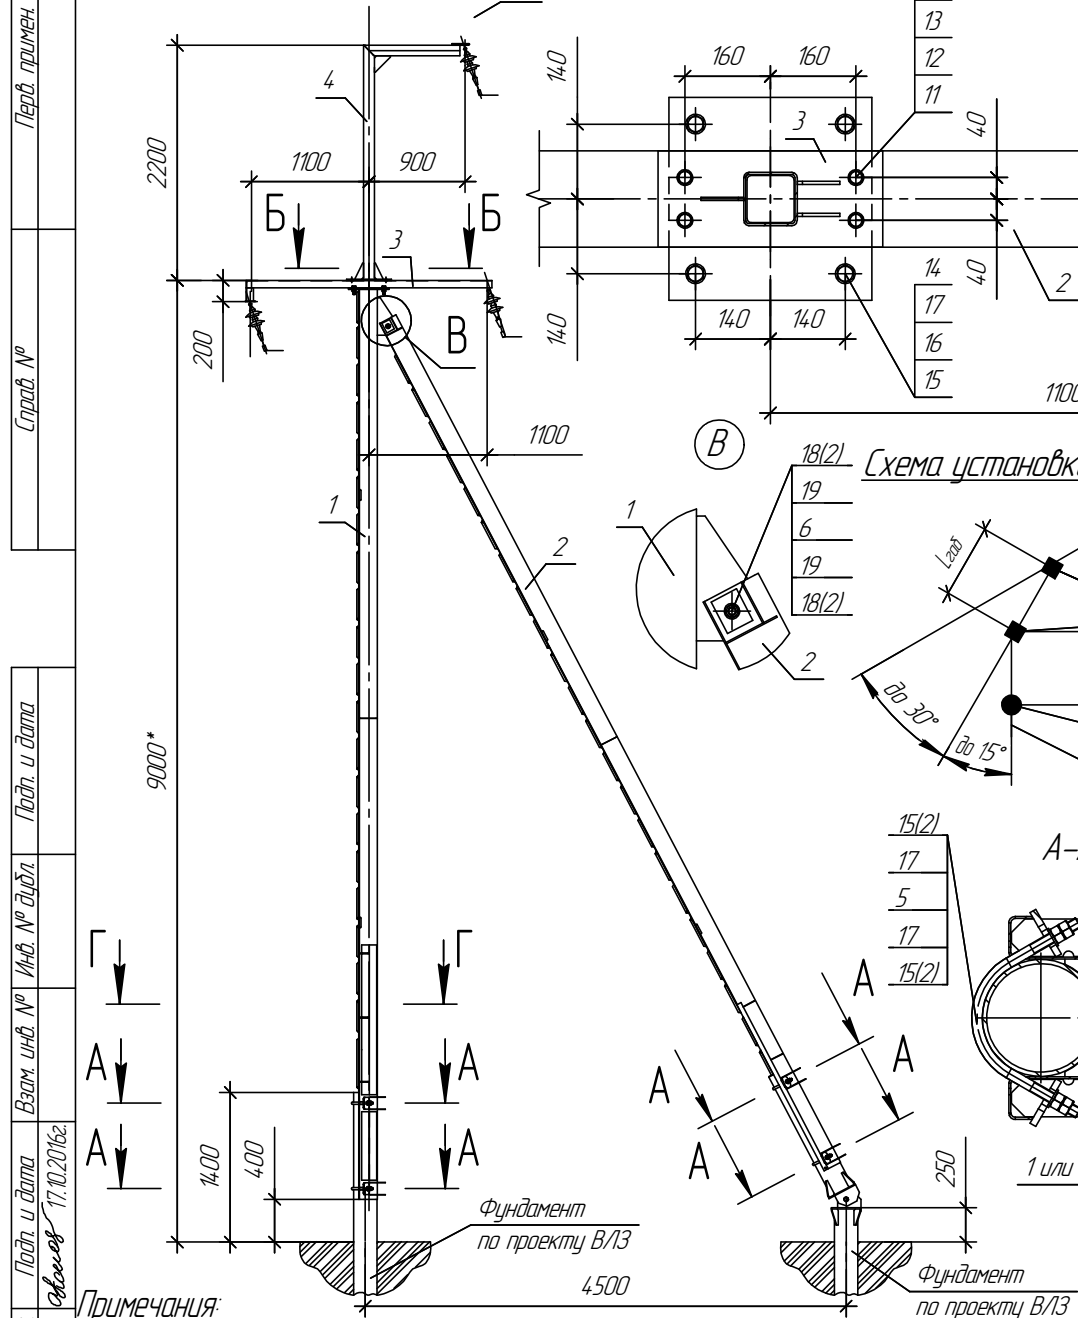 Перв. примен.
Справ. №
Подп. и дата
Инв. № дубл.
Взам. инв. №
Подп. и дата
17.10.2016г.
2200
4
1100
900
Б
Б
3
200
В
1100
1
2
9000*
Г
Г
А
А
А
А
1400
400
Фундамент
по проекту ВЛЗ
4500
А
А
А
А
250
Фундамент
по проекту ВЛЗ
Примечания:
140
160
160
13
12
11
3
40
40
2
140
140
140
14
17
16
15
1100
В
18(2)
19
6
19
18(2)
1
2
Схема установк
Lгаб
до 30°
до 15°
15(2)
17
5
17
15(2)
А-
1 или